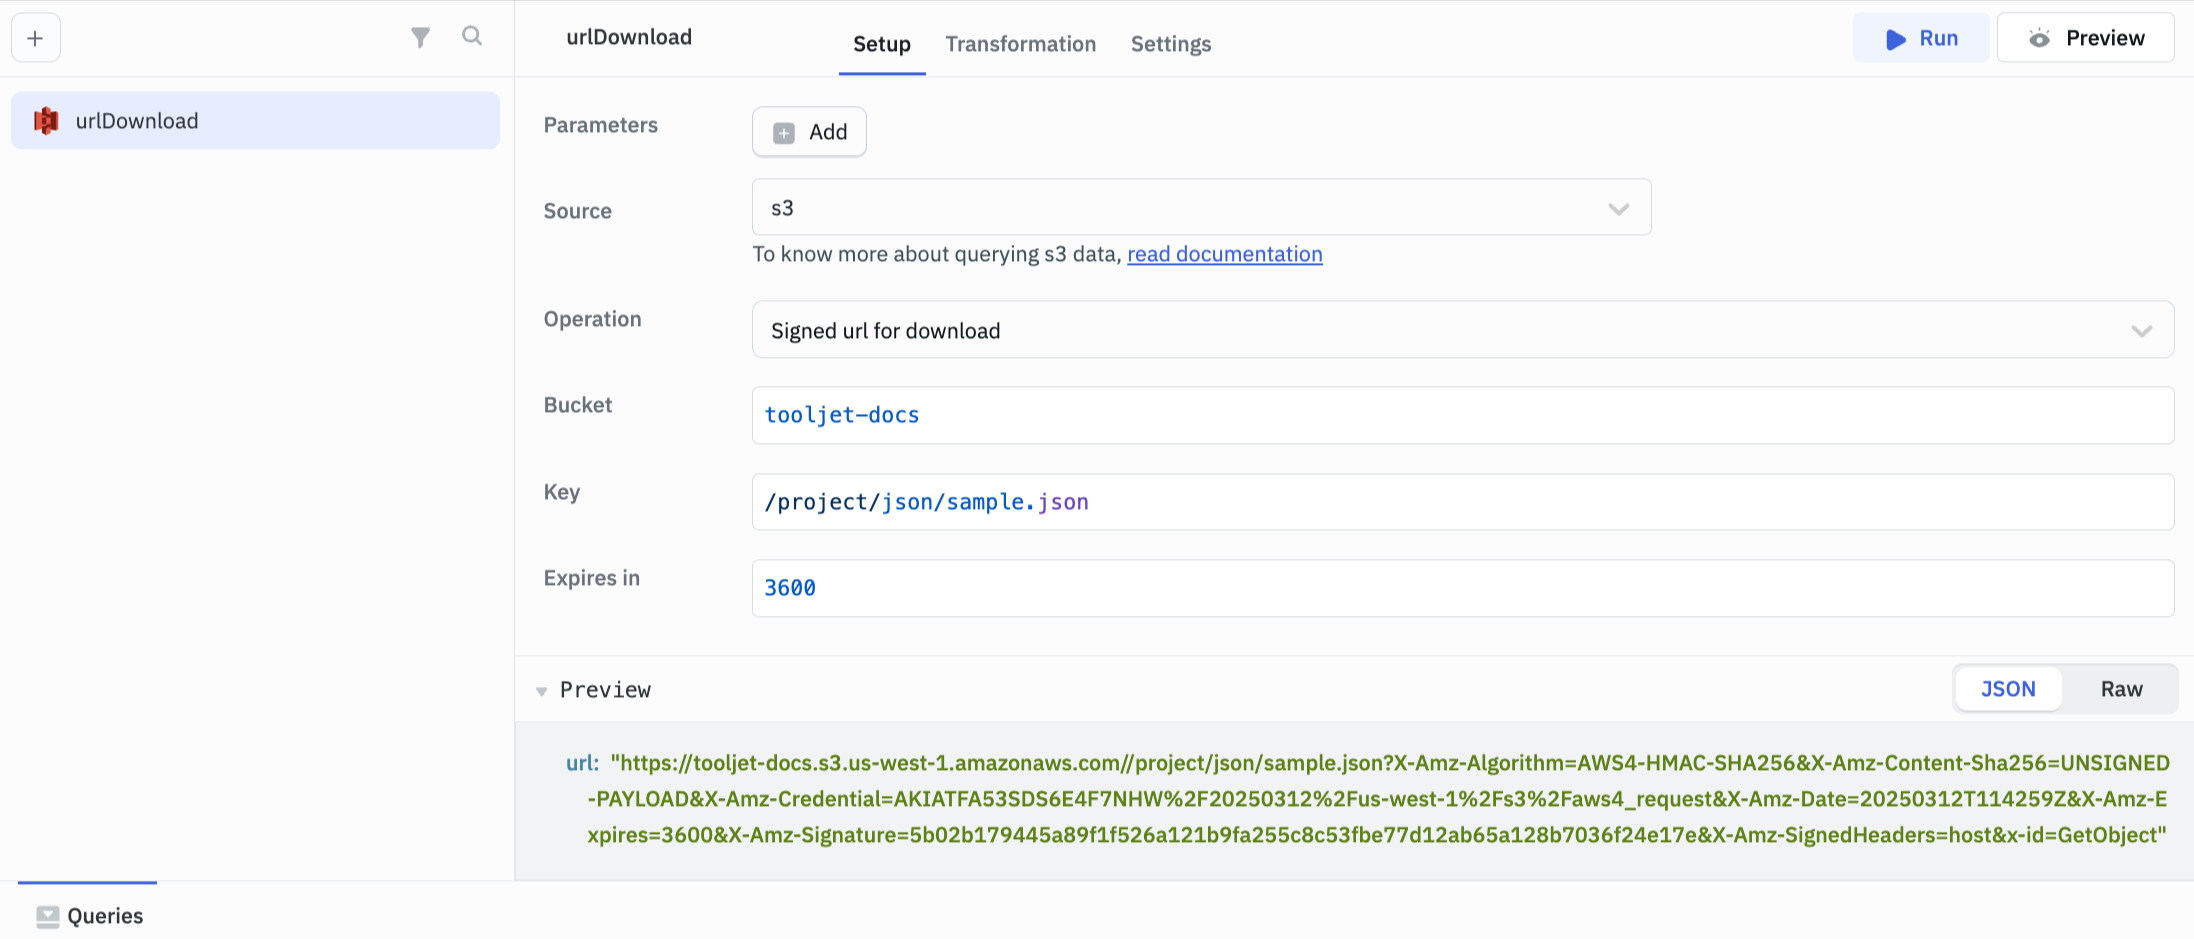 urlDownload
Setup
Transformation
Settings
Run
Preview
urlDownload
Parameters
Add
Source
s3
To know more about querying s3 data, read documentation
Operation
Signed url for download
Bucket
tooljet-docs
Key
/project/json/sample.json
Expires in
3600
Preview
JSON
Raw
url: "https://tooljet-docs.s3.us-west-1.amazonaws.com//project/json/sample.json?X-Amz-Algorithm=AWS4-HMAC-SHA256&X-Amz-Content-Sha256=UNSIGNED
-PAYLOAD&X-Amz-Credential=AKIATFA53SDS6E4F7NHW%2F20250312%2Fus-west-1%2Fs3%2Faws4_request&X-Amz-Date=20250312T114259Z&X-Amz-E
xpires=3600&X-Amz-Signature=5b02b179445a89f1f526a121b9fa255c8c53fbe77d12ab65a128b7036f24e17e&X-Amz-SignedHeaders=host&x-id=GetObject"
Queries